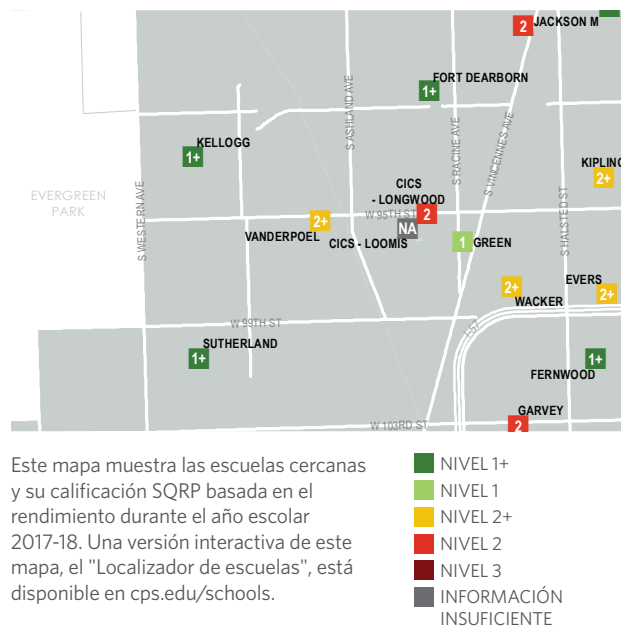 2
JACKSON M
FORT DEARBORN
1+
S ASHLAND AVE
S RACINE AVE
S VINCENNES AVE
KELLOGG
1+
KIPLING
2+
CICS
- LONGWOOD
EVERGREEN
PARK
S WESTERN AVE
S HALSTED ST
2+
W 95TH ST
2
NA
VANDERPOEL
CICS - LOOMIS
1
GREEN
2+
WACKER
EVERS
2+
I-57
W 99TH ST
SUTHERLAND
1+
1+
FERNWOOD
GARVEY
2
W 103RD ST
Este mapa muestra las escuelas cercanas
y su calificación SQRP basada en el
rendimiento durante el año escolar
2017-18. Una versión interactiva de este
mapa, el "Localizador de escuelas", está
disponible en cps.edu/schools.
NIVEL 1+
NIVEL 1
NIVEL 2+
NIVEL 2
NIVEL 3
INFORMACIÓN
INSUFICIENTE